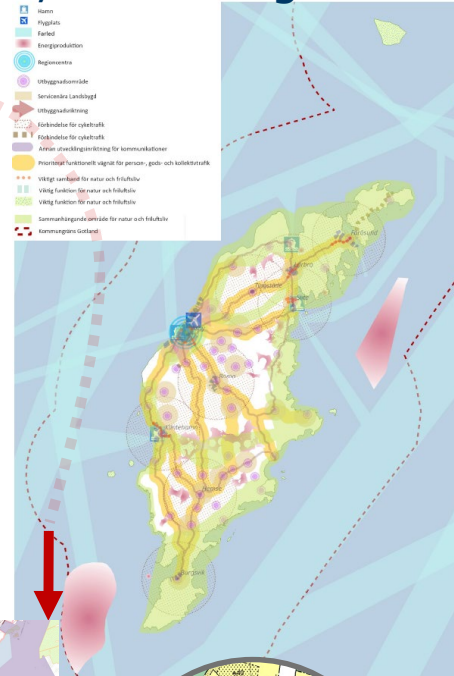 Hamn
Flygplats
Farled
Energiproduktion
Regioncentra
Utbyggnadsområde
Servicenära Landsbygd
Utbyggnadsriktning
Förbindelse för cykeltrafik
Förbindelse för cykeltrafik
Annan utvecklingsinriktning för kommunikationer
Prioriterat funktionellt vägnät för person-, gods- och kollektivtrafik
Viktigt samband för natur och friluftsliv
Viktig funktion för natur och friluftsliv
Viktig funktion för natur och friluftsliv
Sammanhängande område för natur och friluftsliv
Kommungräns Gotland
Fårösund
Slite
Roma
Klintehamn
Hemse
Burgsvik